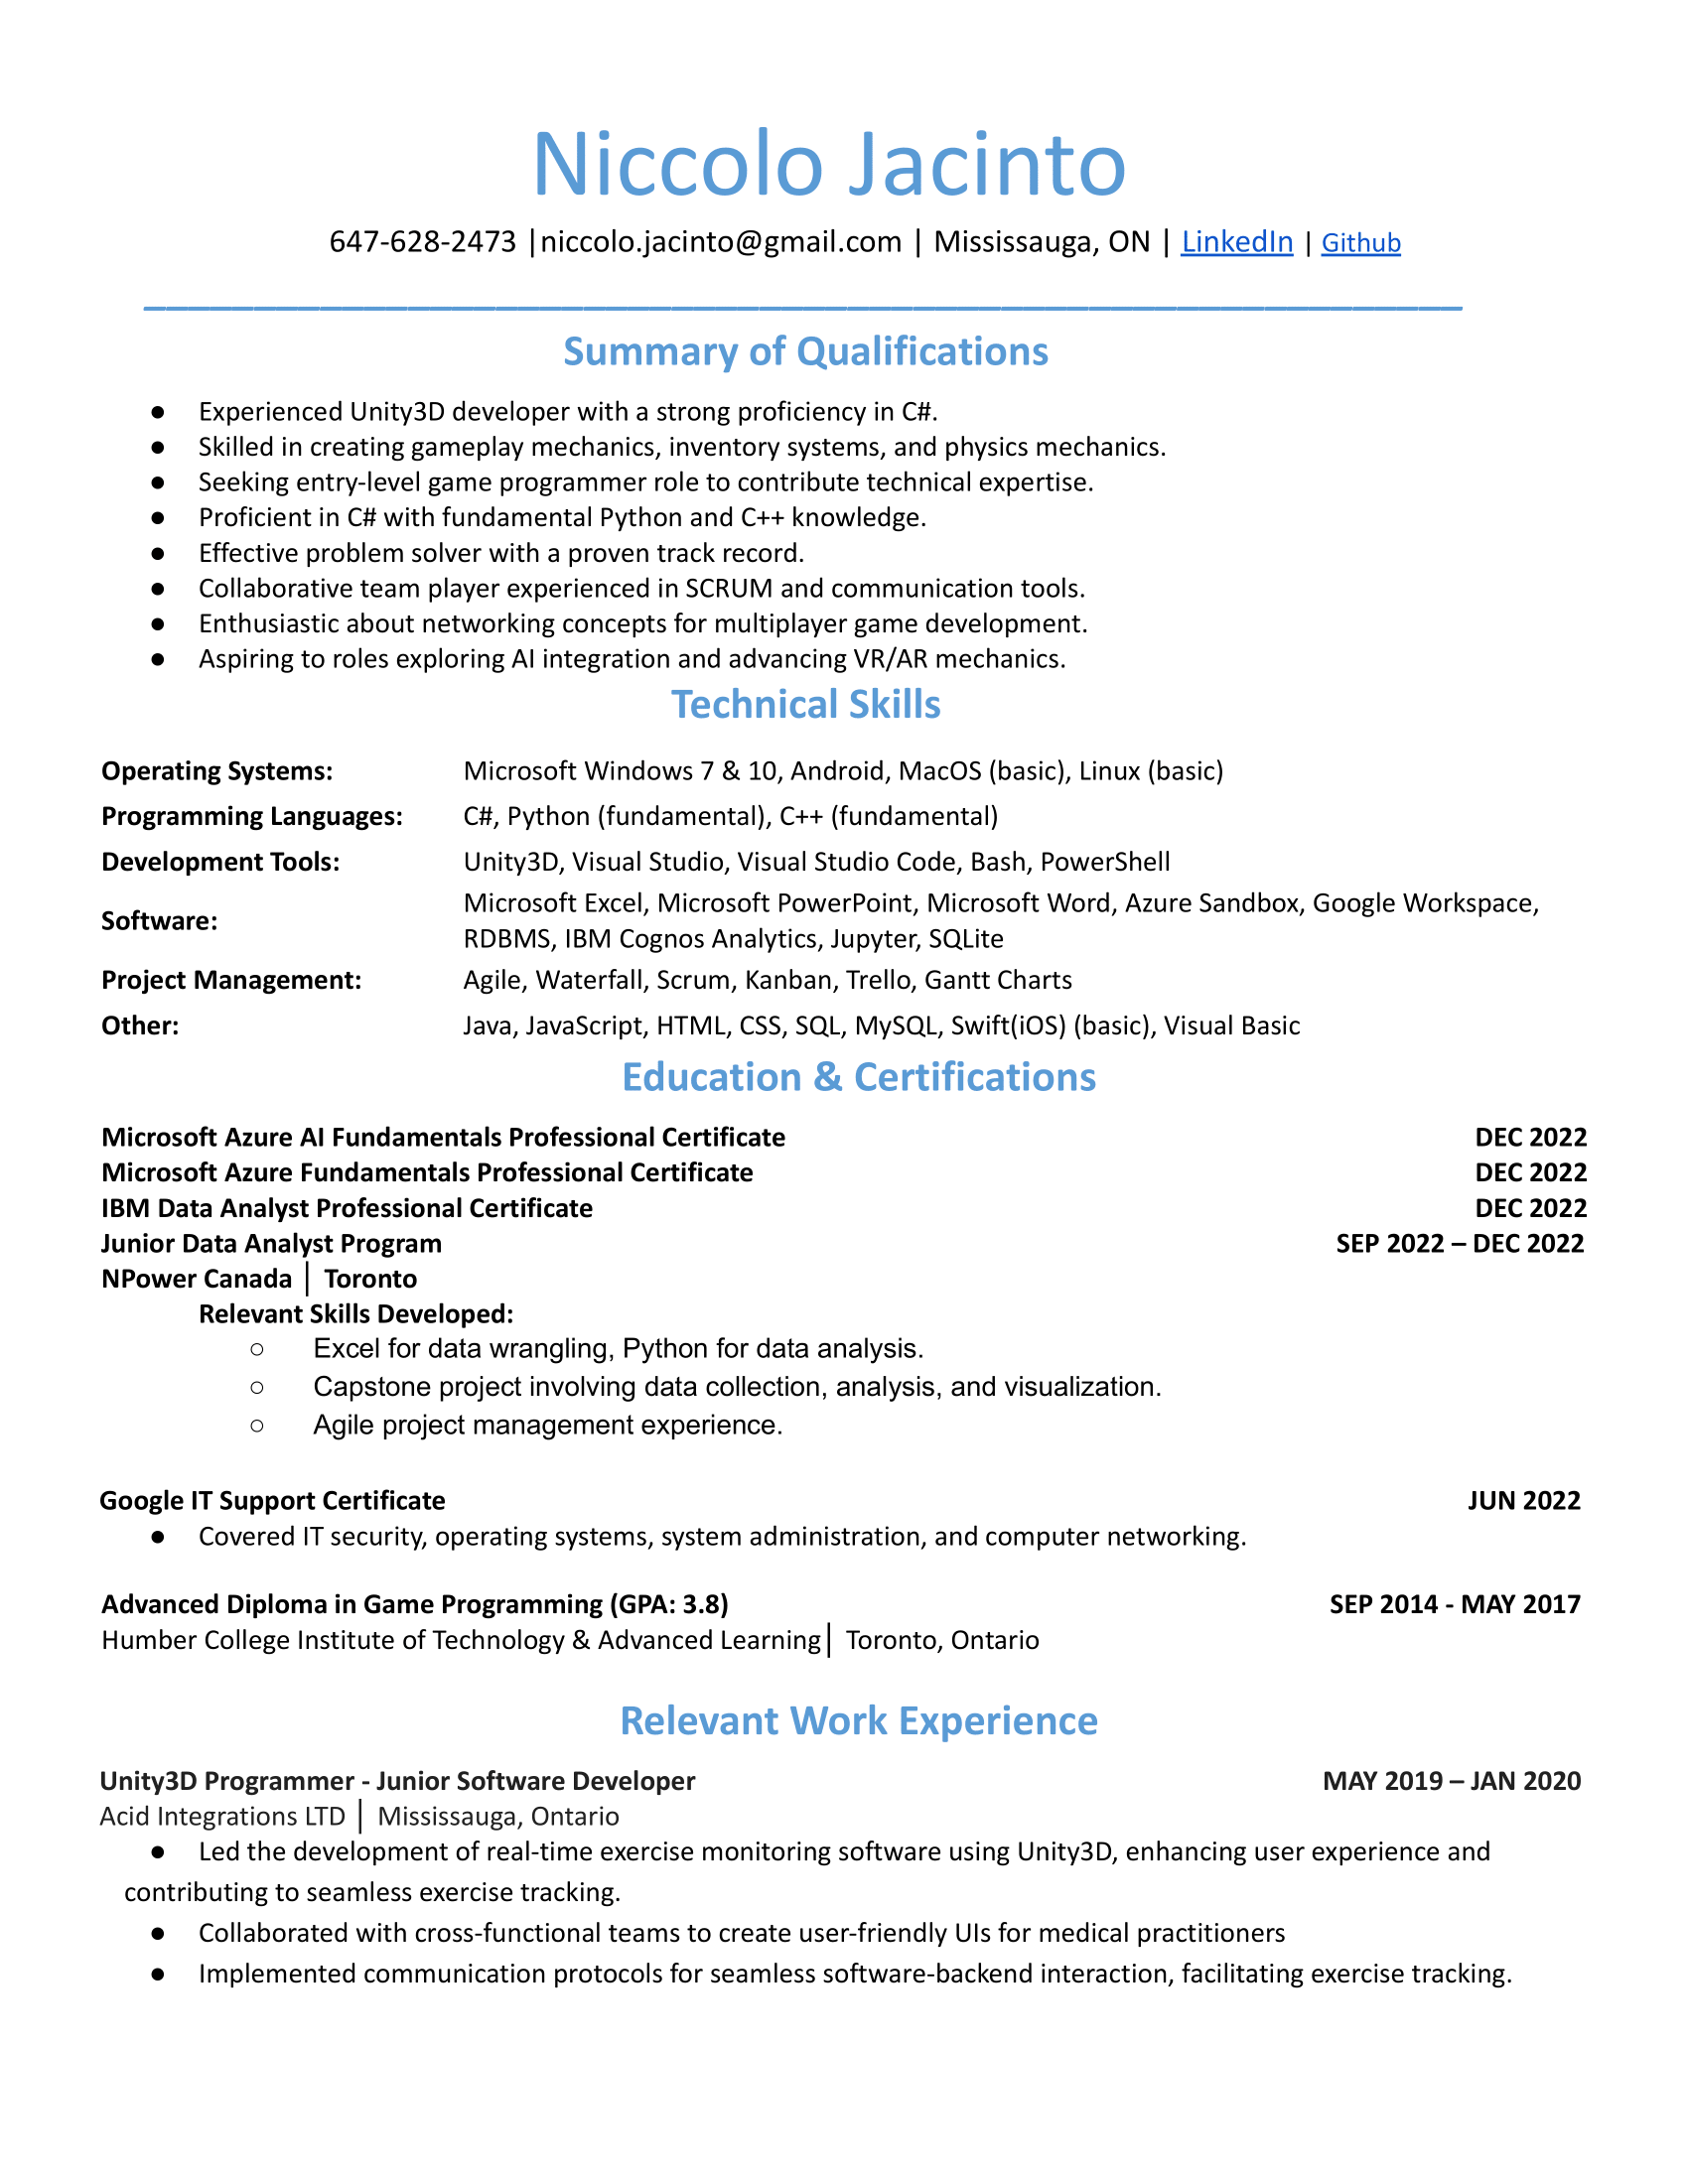 Niccolo Jacinto
647-628-2473 |niccolo.jacinto@gmail.com | Mississauga, ON | LinkedIn | Github
Summary of Qualifications
● Experienced Unity3D developer with a strong proficiency in C#.
● Skilled in creating gameplay mechanics, inventory systems, and physics mechanics.
● Seeking entry-level game programmer role to contribute technical expertise.
● Proficient in C# with fundamental Python and C++ knowledge.
● Effective problem solver with a proven track record.
● Collaborative team player experienced in SCRUM and communication tools.
● Enthusiastic about networking concepts for multiplayer game development.
● Aspiring to roles exploring AI integration and advancing VR/AR mechanics.
Technical Skills
Operating Systems: Microsoft Windows 7 & 10, Android, MacOS (basic), Linux (basic)
Programming Languages: C#, Python (fundamental), C++ (fundamental)
Development Tools: Unity3D, Visual Studio, Visual Studio Code, Bash, PowerShell
Software: Microsoft Excel, Microsoft PowerPoint, Microsoft Word, Azure Sandbox, Google Workspace,
RDBMS, IBM Cognos Analytics, Jupyter, SQLite
Project Management: Agile, Waterfall, Scrum, Kanban, Trello, Gantt Charts
Other: Java, JavaScript, HTML, CSS, SQL, MySQL, Swift(iOS) (basic), Visual Basic
Education & Certifications
Microsoft Azure AI Fundamentals Professional Certificate DEC 2022
Microsoft Azure Fundamentals Professional Certificate DEC 2022
IBM Data Analyst Professional Certificate DEC 2022
Junior Data Analyst Program SEP 2022 – DEC 2022
NPower Canada │ Toronto
Relevant Skills Developed:
○ Excel for data wrangling, Python for data analysis.
○ Capstone project involving data collection, analysis, and visualization.
○ Agile project management experience.
Google IT Support Certificate JUN 2022
● Covered IT security, operating systems, system administration, and computer networking.
Advanced Diploma in Game Programming (GPA: 3.8) SEP 2014 - MAY 2017
Humber College Institute of Technology & Advanced Learning│ Toronto, Ontario
Relevant Work Experience
Unity3D Programmer - Junior Software Developer MAY 2019 – JAN 2020
Acid Integrations LTD │ Mississauga, Ontario
● Led the development of real-time exercise monitoring software using Unity3D, enhancing user experience and
contributing to seamless exercise tracking.
● Collaborated with cross-functional teams to create user-friendly UIs for medical practitioners
● Implemented communication protocols for seamless software-backend interaction, facilitating exercise tracking.